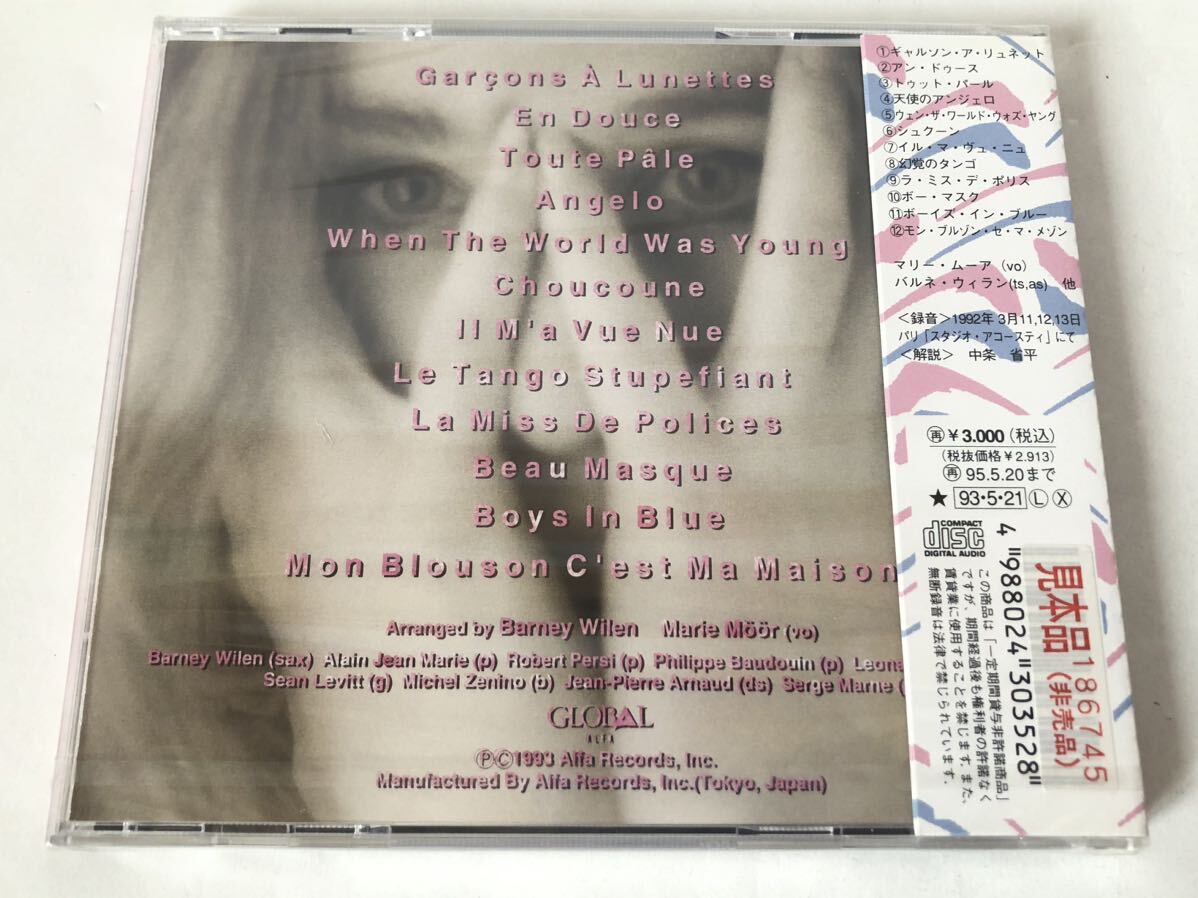 Garçons À Lunettes
En Douce
Toute Pâle
Angelo
When The World Was Young
Choucoune
Il M'a Vue Nue
Le Tango Stupefiant
La Miss De Polices
Beau Masque
Boys In Blue
Mon Blouson C'est Ma Maison
Arranged by Barney Wilen Marie Möör (vo)
Barney Wilen (sax) Alain Jean Marie (p) Robert Persi (p) Philippe Baudouin (p) Leona
Sean Levitt (g) Michel Zenino (b) Jean-Pierre Arnaud (ds) Serge Marne (
GLOBAL
ALFA
ⓅⒸ1993 Alfa Records, Inc.
Manufactured By Alfa Records, Inc.(Tokyo, Japan)
①ギャルソン・ア・リュネット
②アン・ドゥース
③トゥット・パール
④天使のアンジェロ
⑤ウェン・ザ・ワールド・ウォズ・ヤング
⑥シュクーン
⑦イル・マ・ヴュ・ニュ
⑧幻覚のタンゴ
⑨ラ・ミス・デ・ポリス
⑩ボー・マスク
⑪ボーイズ・イン・ブルー
⑫モン・ブルゾン・セ・マ・メゾン
マリー・ムーア (vo)
バルネ・ウィラン(ts,as) 他
<録音>1992年 3月11,12,13日
パリ「スタジオ・アコースティ」にて
<解説> 中条 省平
再¥3.000(税込)
(税抜価格¥2.913)
再95.5.20まで
★93・5・21 Ⓛ Ⓧ
COMPACT
disc
DIGITAL AUDIO
4"988024"303528"
186745
見本品(非売品)
この商品は「一定期間貸与非許諾商品」
ですが、期間経過後も権利者の許諾なく
賃貸業に使用することを禁じます。また、
無断録音は法律で禁じられています。